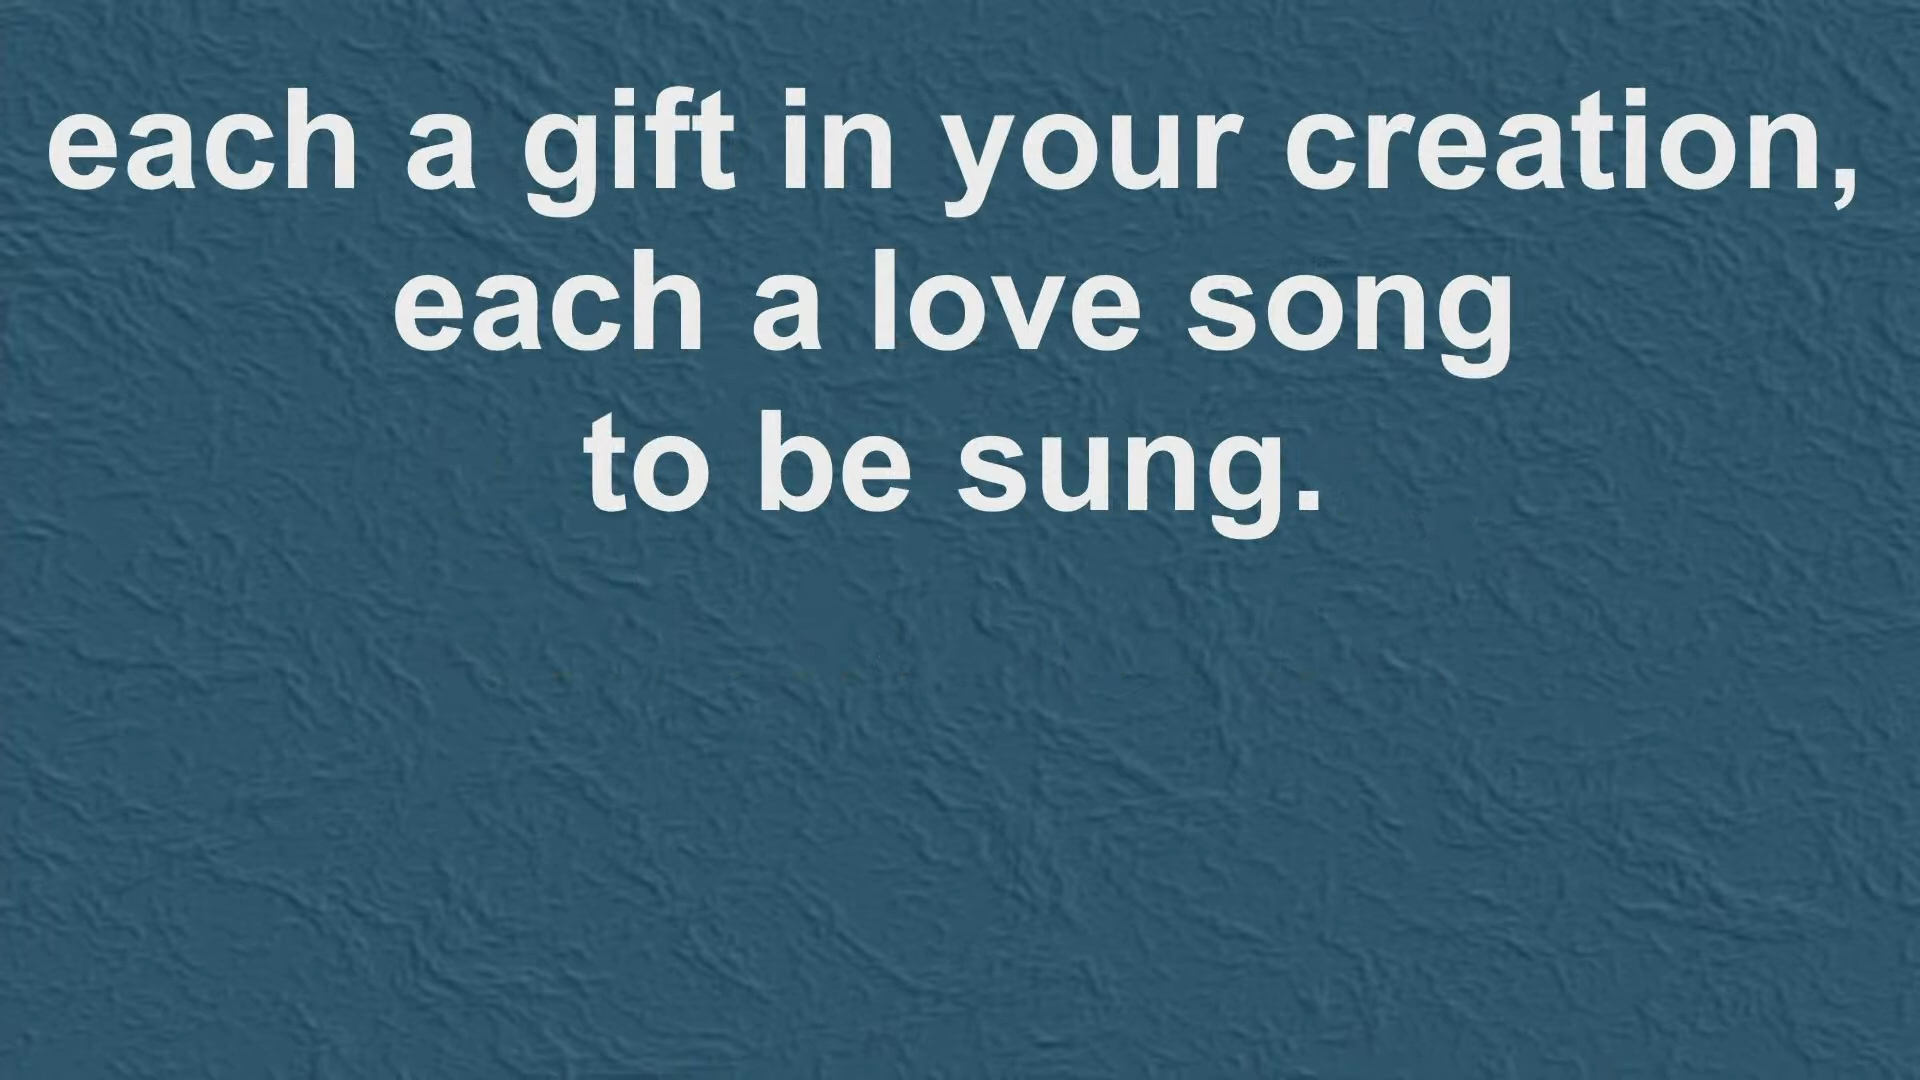 each a gift in your creation,
each a love song
to be sung.